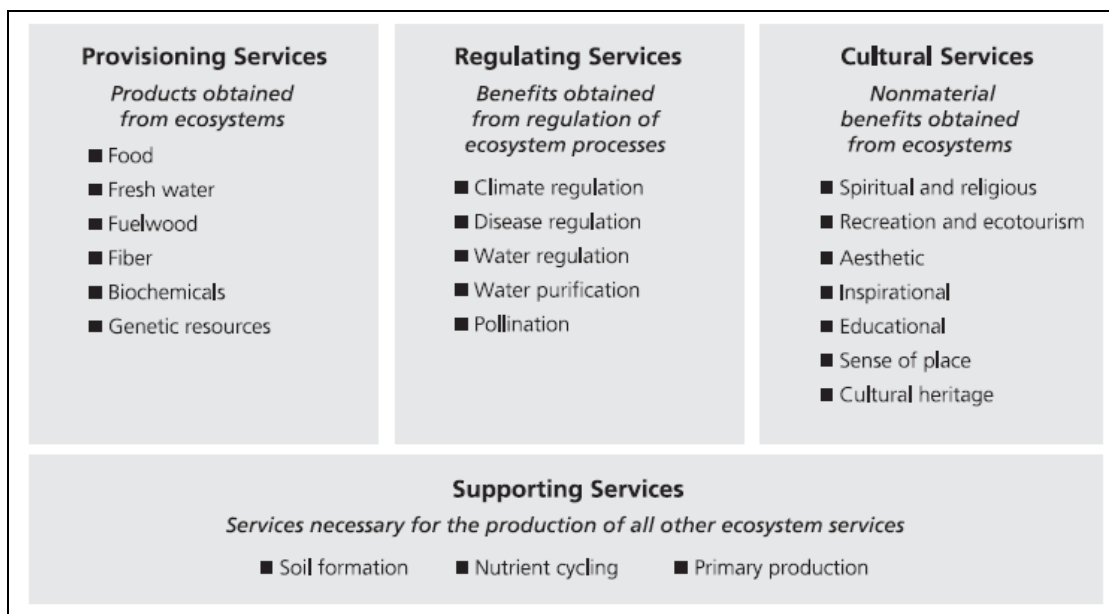 Provisioning Services
Products obtained
from ecosystems
■ Food
■ Fresh water
■ Fuelwood
■ Fiber
■ Biochemicals
■ Genetic resources
Regulating Services
Benefits obtained
from regulation of
ecosystem processes
■ Climate regulation
■ Disease regulation
■ Water regulation
■ Water purification
■ Pollination
Cultural Services
Nonmaterial
benefits obtained
from ecosystems
■ Spiritual and religious
■ Recreation and ecotourism
■ Aesthetic
■ Inspirational
■ Educational
■ Sense of place
■ Cultural heritage
Supporting Services
Services necessary for the production of all other ecosystem services
■ Soil formation ■ Nutrient cycling ■ Primary production